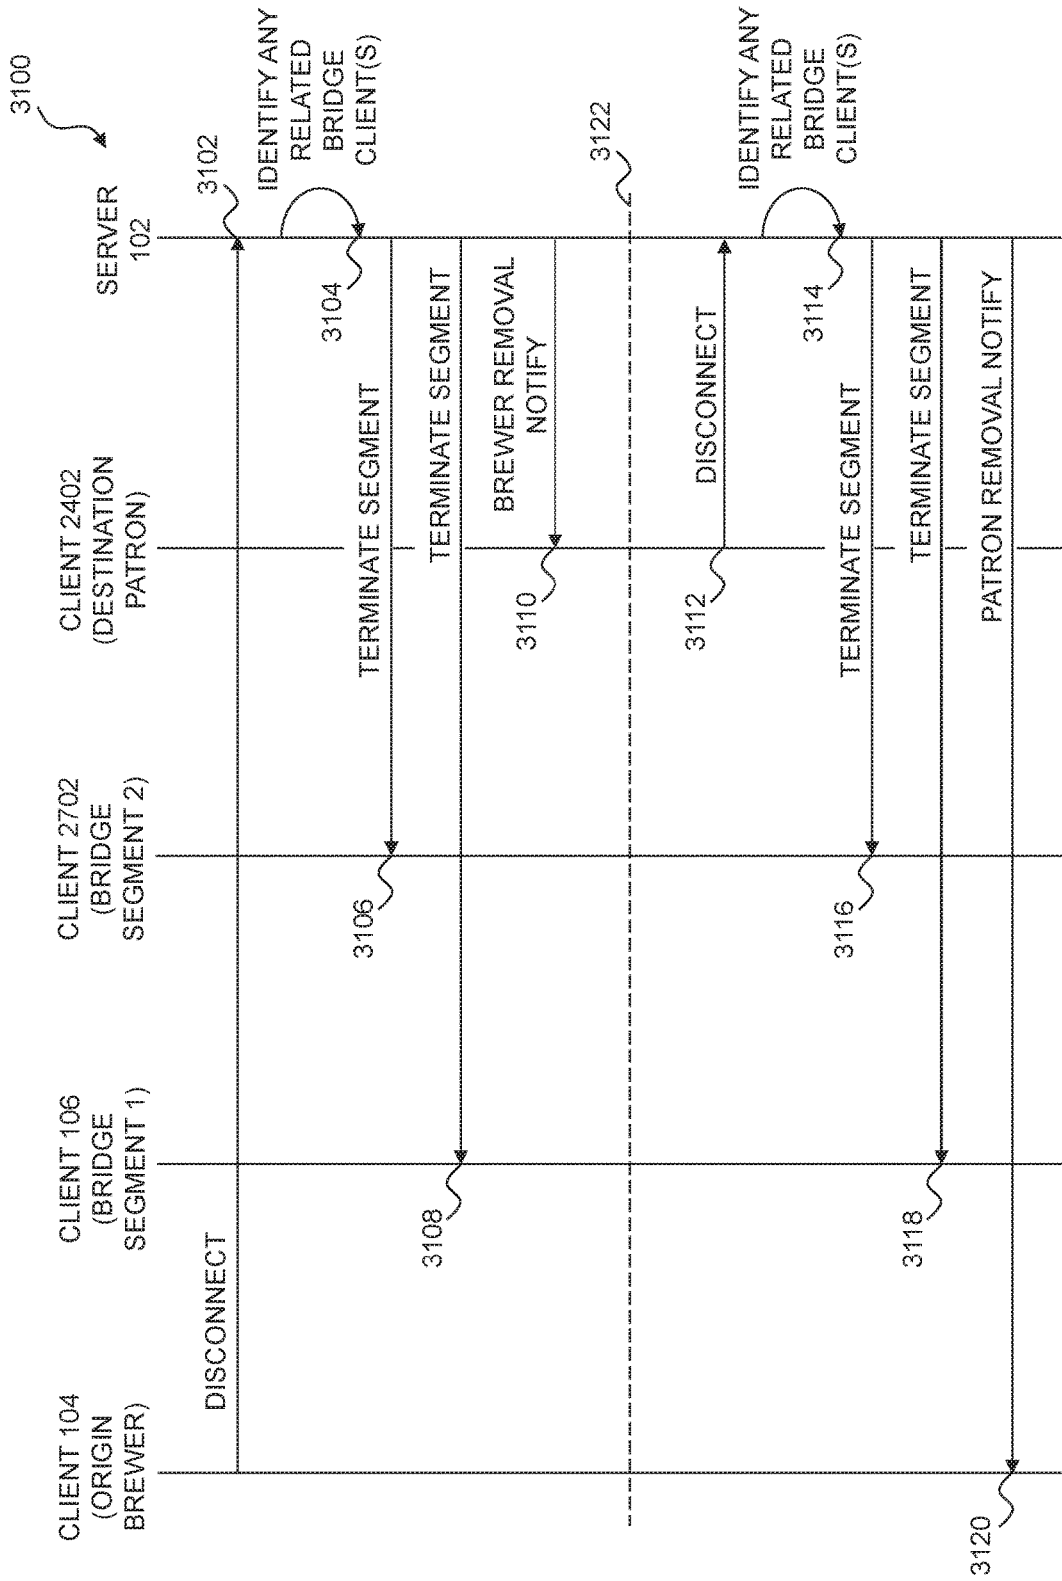 3100
CLIENT 104
(ORIGIN
BREWER)
CLIENT 106
(BRIDGE
SEGMENT 1)
CLIENT 2702
(BRIDGE
SEGMENT 2)
CLIENT 2402
(DESTINATION
PATRON)
SERVER
102
DISCONNECT
3102
IDENTIFY ANY
RELATED
BRIDGE
CLIENT(S)
3104
TERMINATE SEGMENT
3106
TERMINATE SEGMENT
3108
BREWER REMOVAL
NOTIFY
3110
3122
DISCONNECT
3112
IDENTIFY ANY
RELATED
BRIDGE
CLIENT(S)
3114
TERMINATE SEGMENT
3116
TERMINATE SEGMENT
3118
PATRON REMOVAL NOTIFY
3120